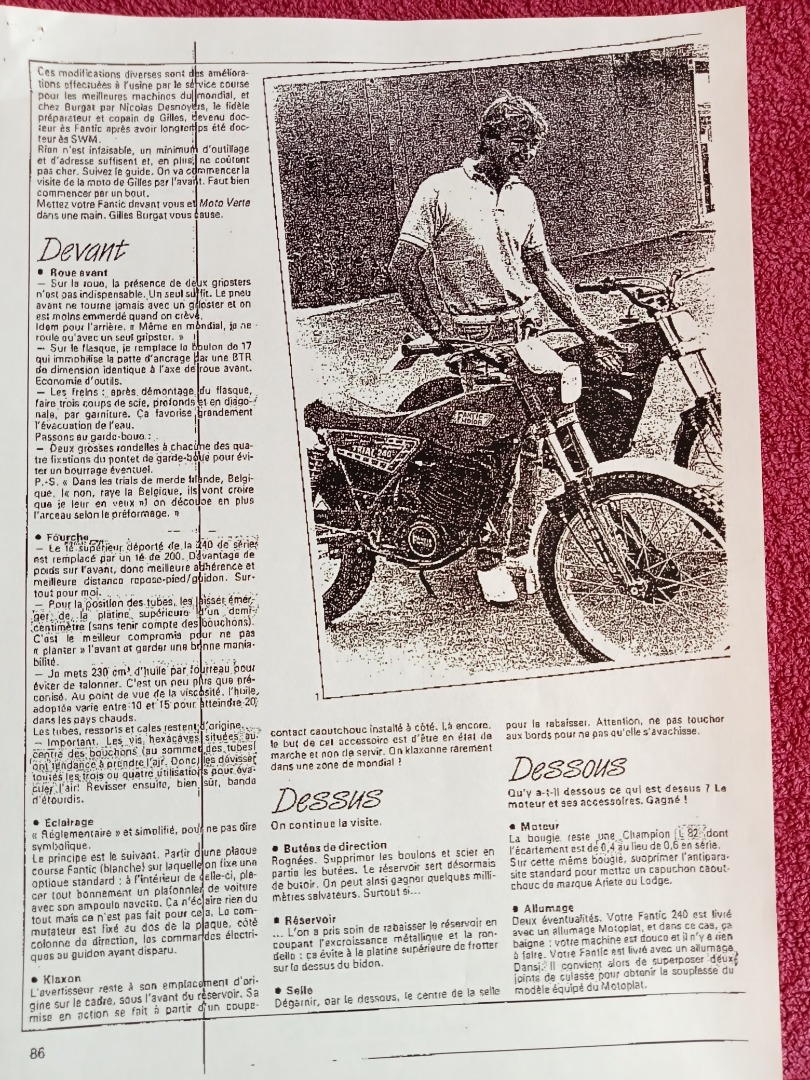 Ces modifications diverses sont des améliora-
tions effectuées à l'usine par le service course
pour les meilleures machines du mondial, et
chez Burgat par Nicolas Desnoyers, le fidèle
préparateur et copain de Gilles, devenu doc-
teur ès Fantic après avoir longtemps été doc-
teur ès SWM.
Rien n'est infaisable, un minimum d'outillage
et d'adresse suffisent et, en plus, ne coûtent
pas cher. Suivez le guide. On va commencer la
visite de la moto de Gilles par l'avant. Faut bien
commencer par un bout.
Mettez votre Fantic devant vous et Moto Verte
dans une main. Gilles Burgat vous cause.
Devant
• Roue avant
— Sur la roue, la présence de deux gripsters
n'est pas indispensable. Un seul suffit. Le pneu
avant ne tourne jamais avec un gripster et on
est moins emmerdé quand on crève.
Idem pour l'arrière. « Même en mondial, je ne
roule qu'avec un seul gripster. »
— Sur le flasque, je remplace le boulon de 17
qui immobilise la patte d'ancrage par une BTR
de dimension identique à l'axe de roue avant.
Economie d'outils.
— Les freins : après démontage du flasque,
faire trois coups de scie, profonds et en diago-
nale, par garniture. Ça favorise grandement
l'évacuation de l'eau.
Passons au garde-boue :
— Deux grosses rondelles à chacune des qua-
tre fixations du pontet de garde-boue pour évi-
ter un bourrage éventuel.
P.-S. « Dans les trials de merde Irlande, Belgi-
que, (« non, raye la Belgique, ils vont croire
que je leur en veux ») on découpe en plus
l'arceau selon le préformage. »
• Fourche
— Le té supérieur déporté de la 240 de série
est remplacé par un té de 200. Davantage de
poids sur l'avant, donc meilleure adhérence et
meilleure distance repose-pied/guidon. Sur-
tout pour moi.
— Pour la position des tubes, les laisser émer-
ger de la platine supérieure d'un demi-
centimètre (sans tenir compte des bouchons).
C'est le meilleur compromis pour ne pas
« planter » l'avant et garder une bonne mania-
bilité.
— Je mets 230 cm³ d'huile par fourreau pour
éviter de talonner. C'est un peu plus que pré-
conisé. Au point de vue de la viscosité, l'huile
adoptée varie entre 10 et 15 pour atteindre 20
dans les pays chauds.
Les tubes, ressorts et cales restent d'origine.
— Important. Les vis hexacaves situées au
centre des bouchons (au sommet des tubes)
ont tendance à prendre l'air. Donc les dévisser
toutes les trois ou quatre utilisations pour éva-
cuer l'air! Revisser ensuite, bien sûr, bande
d'étourdis.
• Eclairage
« Réglementaire » et simplifié, pour ne pas dire
symbolique.
Le principe est le suivant. Partir d'une plaque
course Fantic (blanche) sur laquelle on fixe une
optique standard : à l'intérieur de celle-ci, pla-
cer tout bonnement un plafonnier de voiture
avec son ampoule navette. Ça n'éclaire rien du
tout mais ce n'est pas fait pour cela. Le com-
mutateur est fixé au dos de la plaque, côté
colonne de direction, les commandes électri-
ques au guidon ayant disparu.
• Klaxon
L'avertisseur reste à son emplacement d'ori-
gine sur le cadre, sous l'avant du réservoir. Sa
mise en action se fait à partir d'un coupe-
86
FANTIC
MOTOR
TRIAL 240
1
contact caoutchouc installé à côté. Là encore,
le but de cet accessoire est d'être en état de
marche et non de servir. On klaxonne rarement
dans une zone de mondial !
Dessus
On continue la visite.
• Butées de direction
Rognées. Supprimer les boulons et scier en
partie les butées. Le réservoir sert désormais
de butoir. On peut ainsi gagner quelques milli-
mètres salvateurs. Surtout si...
• Réservoir
... L'on a pris soin de rabaisser le réservoir en
coupant l'excroissance métallique et la ron-
delle : ça évite à la platine supérieure de frotter
sur la dessus du bidon.
• Selle
Dégarnir, par le dessous, le centre de la selle
pour la rabaisser. Attention, ne pas toucher
aux bords pour ne pas qu'elle s'avachisse.
Dessous
Qu'y a-t-il dessous ce qui est dessus ? Le
moteur et ses accessoires. Gagné !
• Moteur
La bougie reste une Champion L 82 dont
l'écartement est de 0,4 au lieu de 0,6 en série.
Sur cette même bougie, supprimer l'antipara-
site standard pour mettre un capuchon caout-
chouc de marque Ariete ou Lodge.
• Allumage
Deux éventualités. Votre Fantic 240 est livré
avec un allumage Motoplat, et dans ce cas, ça
baigne : votre machine est douce et il n'y a rien
à faire. Votre Fantic est livré avec un allumage
Dansi. Il convient alors de superposer deux
joints de culasse pour obtenir la souplesse du
modèle équipé du Motoplat.